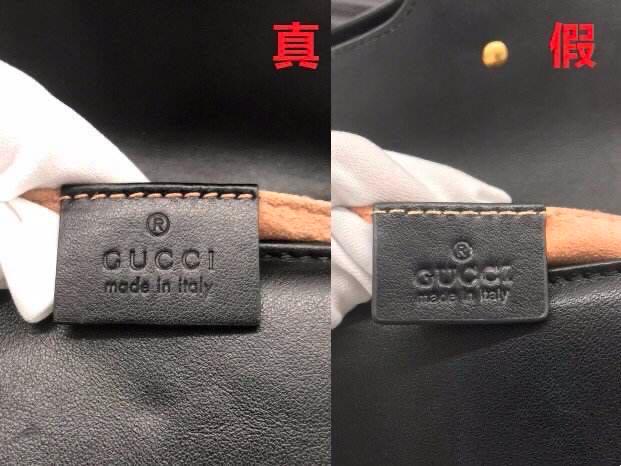 真
®
GUCCI
made in italy
假
®
GUCCI
made in italy